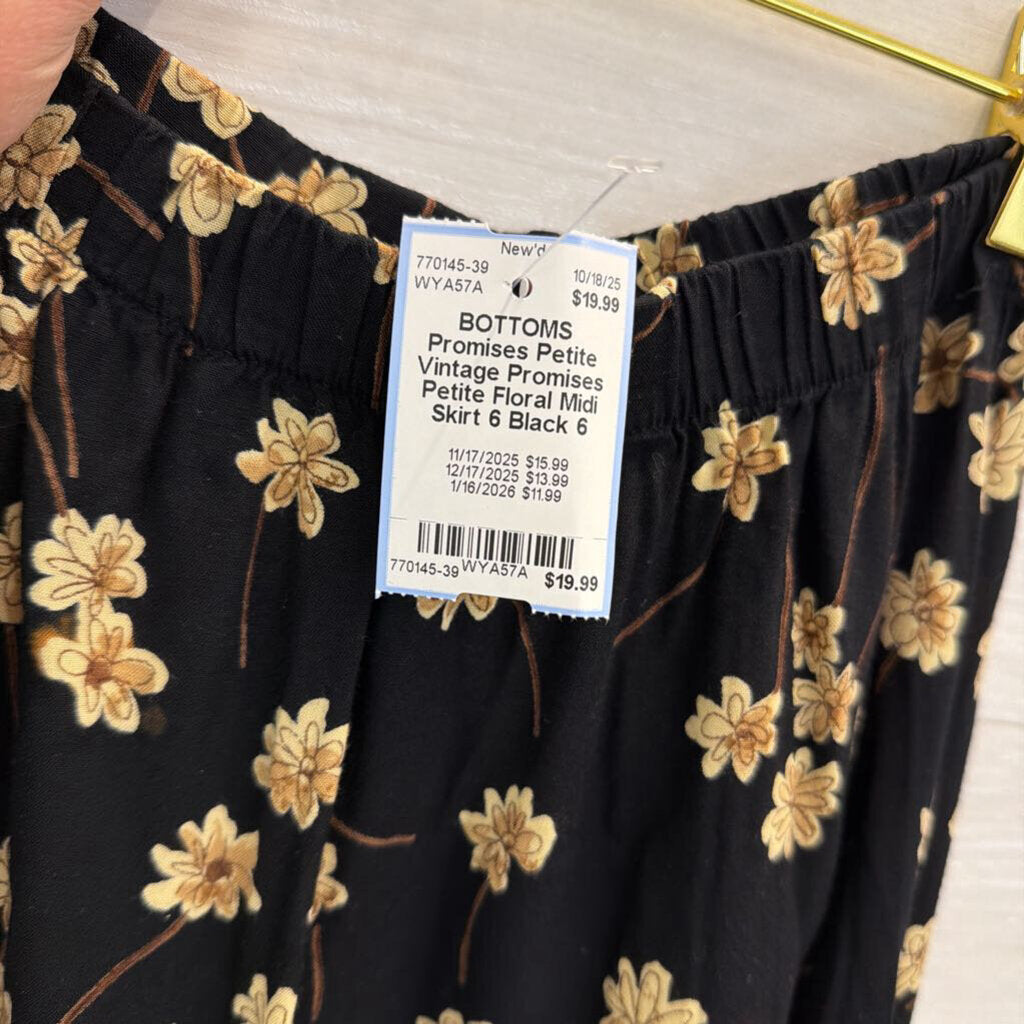 New'd
770145-39
10/18/25
WYA57A
$19.99
BOTTOMS
Promises Petite
Vintage Promises
Petite Floral Midi
Skirt 6 Black 6
11/17/2025 $15.99
12/17/2025 $13.99
1/16/2026 $11.99
770145-39 WYA57A $19.99